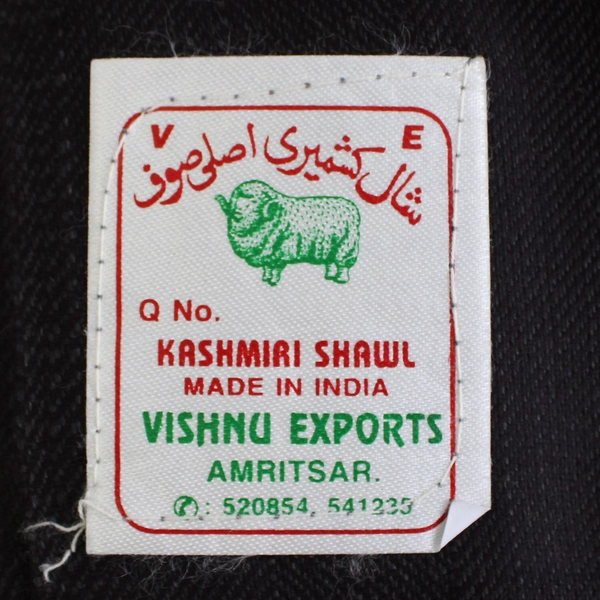 V E
شال کشمیری اصلی صوف
Q No.
KASHMIRI SHAWL
MADE IN INDIA
VISHNU EXPORTS
AMRITSAR.
✆: 520854, 541235